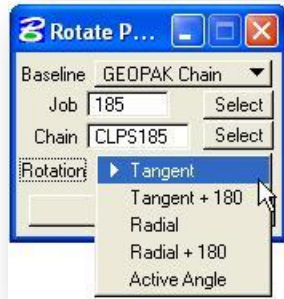 Rotate P...
Baseline GEOPAK Chain
Job 185 Select
Chain CLPS185 Select
Rotation Tangent
Tangent + 180
Radial
Radial + 180
Active Angle